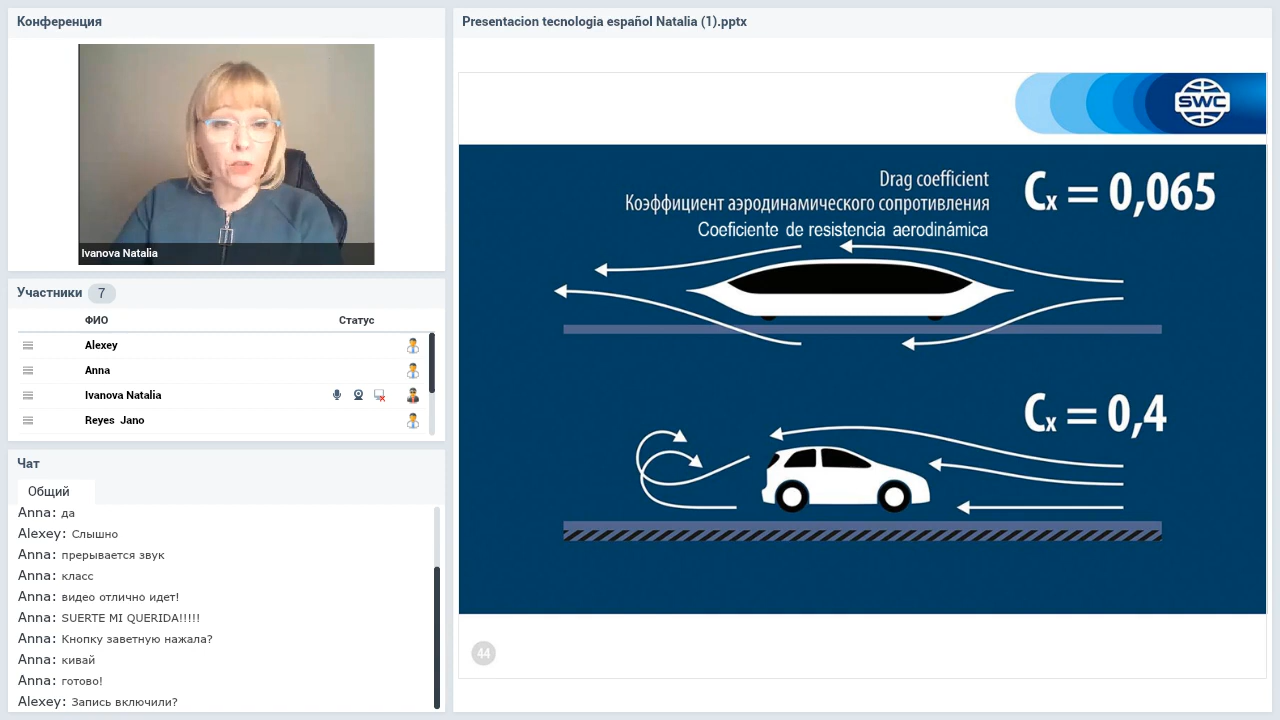 Конференция
Ivanova Natalia
Участники 7
ФИО Статус
Alexey
Anna
Ivanova Natalia
Reyes Jano
Чат
Общий
Anna: да
Alexey: Слышно
Anna: прерывается звук
Anna: класс
Anna: видео отлично идет!
Anna: SUERTE MI QUERIDA!!!!!
Anna: Кнопку заветную нажала?
Anna: кивай
Anna: готово!
Alexey: Запись включили?
Presentacion tecnologia español Natalia (1).pptx
SWC
Drag coefficient
Коэффициент аэродинамического сопротивления
Coeficiente de resistencia aerodinámica
Cx = 0,065
Cx = 0,4
44